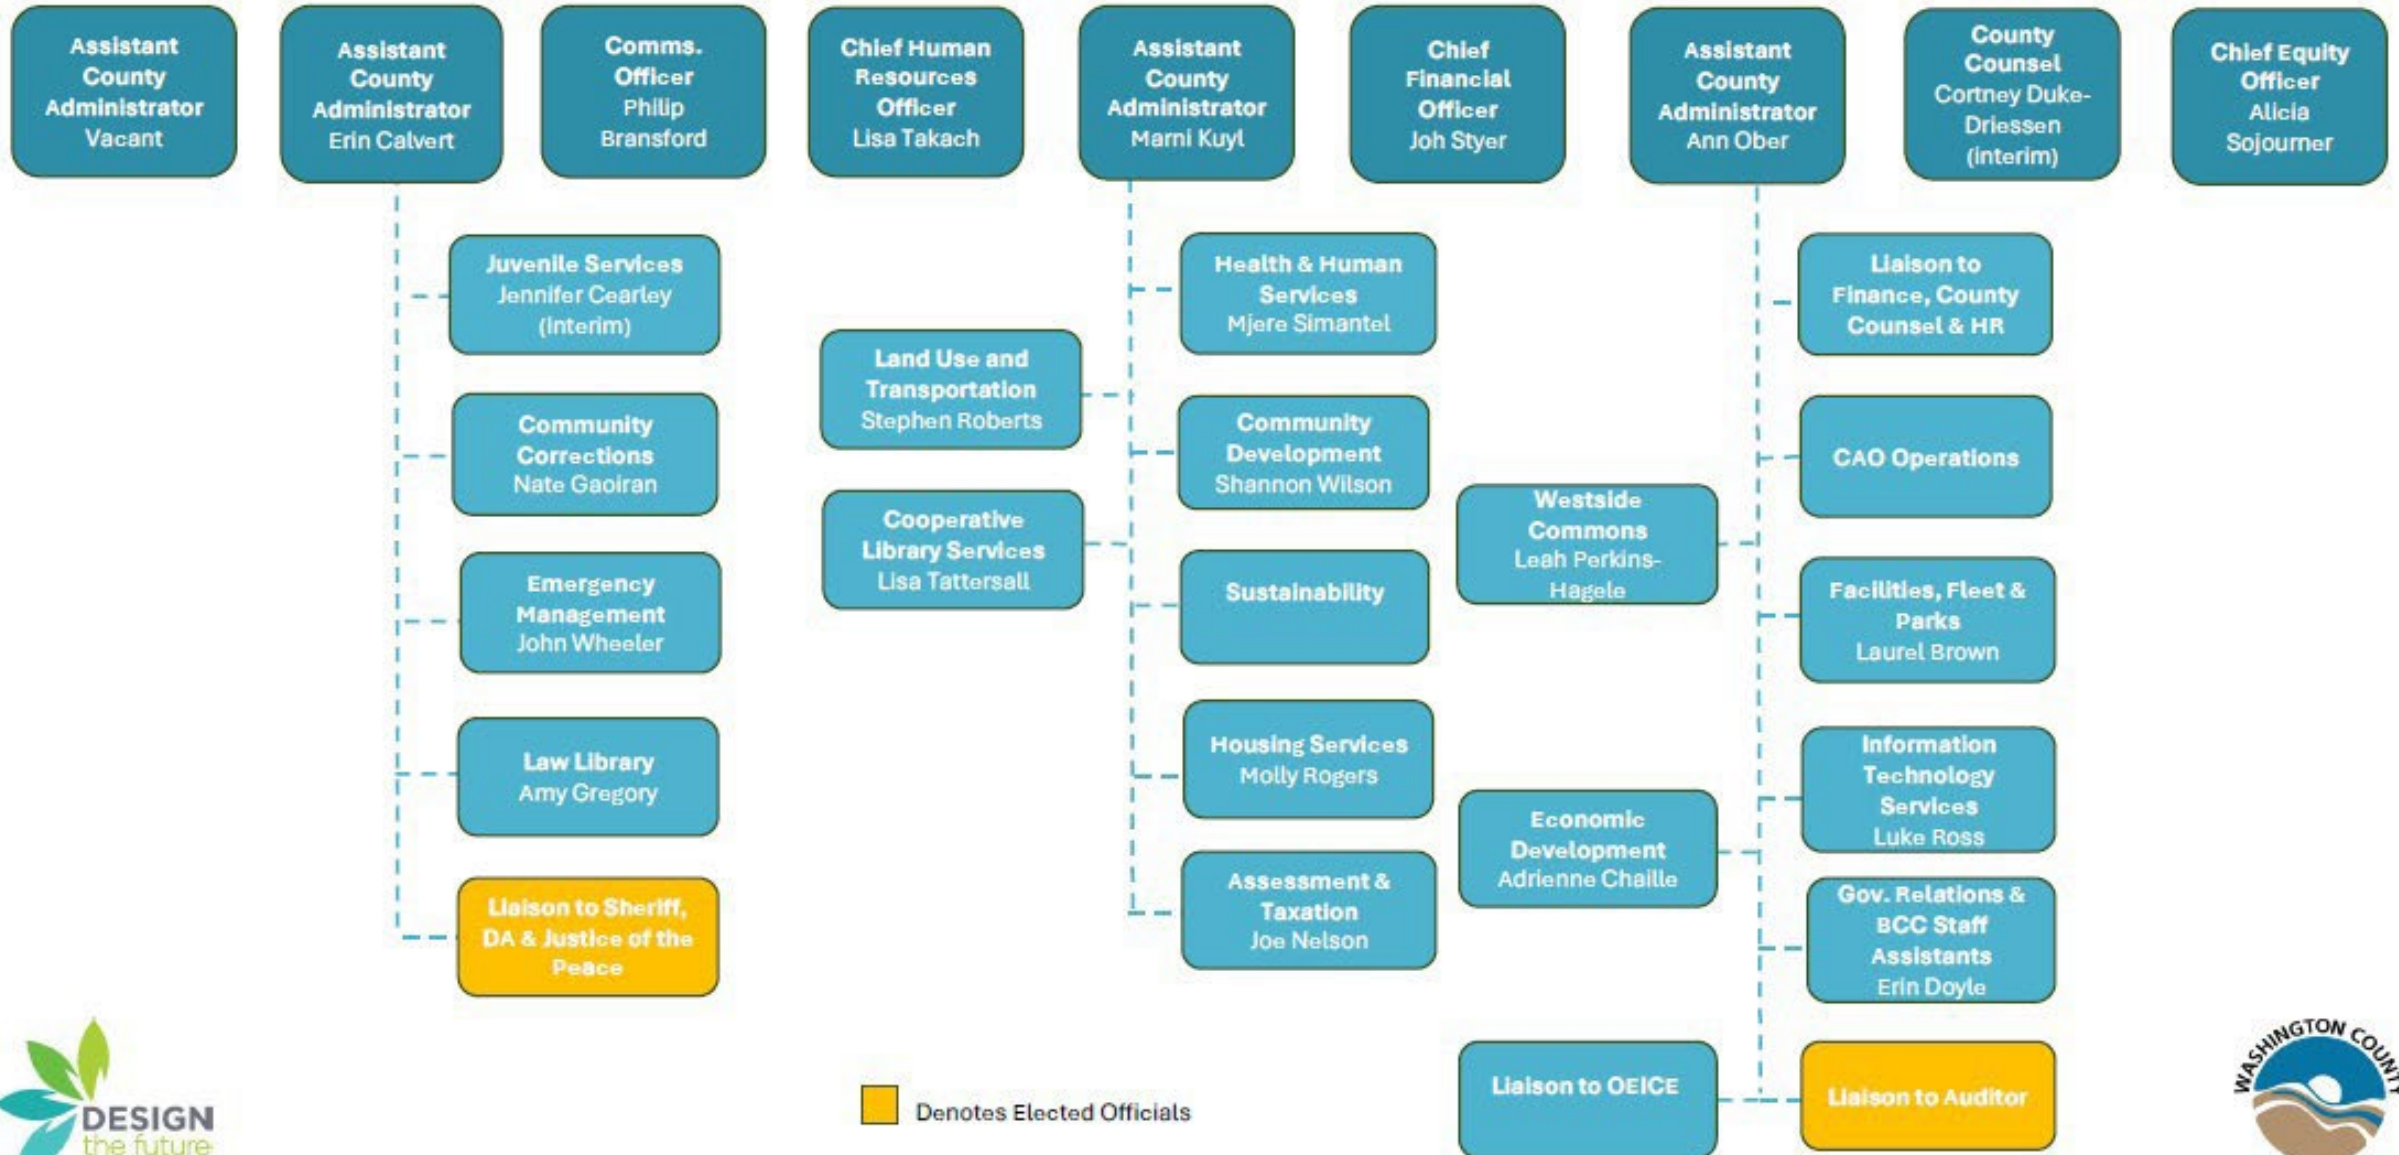 Assistant
County
Administrator
Vacant
Assistant
County
Administrator
Erin Calvert
Comms.
Officer
Philip
Bransford
Chief Human
Resources
Officer
Lisa Takach
Assistant
County
Administrator
Marni Kuyl
Chief
Financial
Officer
Joh Styer
Assistant
County
Administrator
Ann Ober
County
Counsel
Cortney Duke-
Driessen
(interim)
Chief Equity
Officer
Alicia
Sojourner
Juvenile Services
Jennifer Cearley
(Interim)
Community
Corrections
Nate Gaoiran
Emergency
Management
John Wheeler
Law Library
Amy Gregory
Liaison to Sheriff,
DA & Justice of the
Peace
Land Use and
Transportation
Stephen Roberts
Cooperative
Library Services
Lisa Tattersall
Health & Human
Services
Mjere Simantel
Community
Development
Shannon Wilson
Sustainability
Housing Services
Molly Rogers
Assessment &
Taxation
Joe Nelson
Westside
Commons
Leah Perkins-
Hagele
Economic
Development
Adrienne Chaille
Liaison to OEICE
Liaison to
Finance, County
Counsel & HR
CAO Operations
Facilities, Fleet &
Parks
Laurel Brown
Information
Technology
Services
Luke Ross
Gov. Relations &
BCC Staff
Assistants
Erin Doyle
Liaison to Auditor
DESIGN
the future
Denotes Elected Officials
WASHINGTON COUNTY